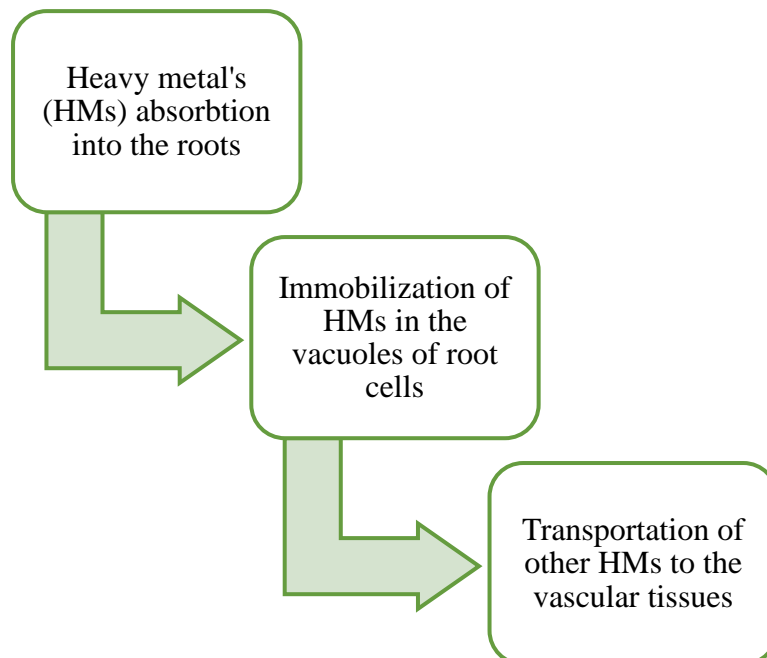 Heavy metal's
(HMs) absorbtion
into the roots
Immobilization of
HMs in the
vacuoles of root
cells
Transportation of
other HMs to the
vascular tissues